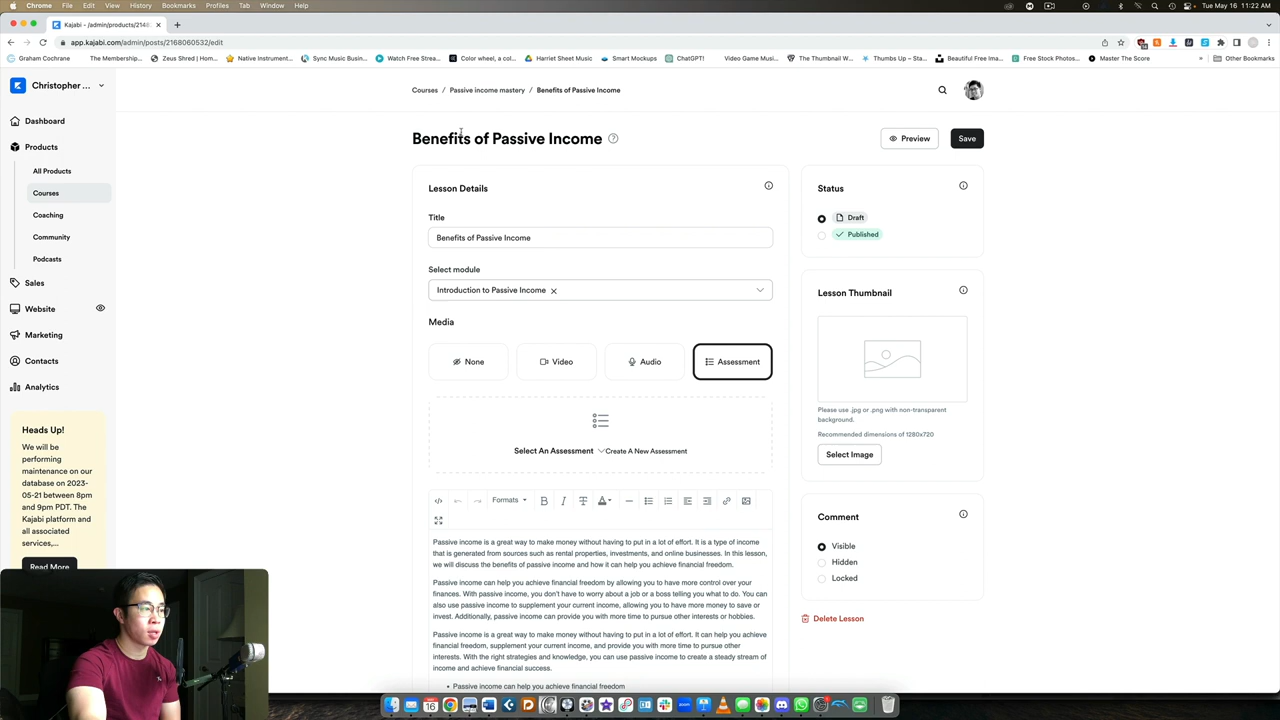 Chrome File Edit View History Bookmarks Profiles Tab Window Help
Tue May 16 11:22 AM
Kajabi - /admin/products/2148
app.kajabi.com/admin/posts/2168060532/edit
Graham Cochrane The.Membership... Zeus Shred | Hom... Native Instrument... Sync Music Busin... Watch Free Strea... Color wheel, a col... Harriet Sheet Music Smart Mockups ChatGPT! Video Game Musi... The Thumbnail W... Thumbs Up – Sta... Beautiful Free Ima... Free Stock Photos... Master The Score » Other Bookmarks
Christopher ...
Dashboard
Products
All Products
Courses
Coaching
Community
Podcasts
Sales
Website
Marketing
Contacts
Analytics
Heads Up!
We will be
performing
maintenance on our
database on 2023-
05-21 between 8pm
and 9pm PDT. The
Kajabi platform and
all associated
services,...
Read More
Courses / Passive income mastery / Benefits of Passive Income
Benefits of Passive Income
Preview
Save
Lesson Details
Title
Benefits of Passive Income
Select module
Introduction to Passive Income
Media
None
Video
Audio
Assessment
Select An Assessment Create A New Assessment
Formats
Passive income is a great way to make money without having to put in a lot of effort. It is a type of income
that is generated from sources such as rental properties, investments, and online businesses. In this lesson,
we will discuss the benefits of passive income and how it can help you achieve financial freedom.
Passive income can help you achieve financial freedom by allowing you to have more control over your
finances. With passive income, you don't have to worry about a job or a boss telling you what to do. You can
also use passive income to supplement your current income, allowing you to have more money to save or
invest. Additionally, passive income can provide you with more time to pursue other interests or hobbies.
Passive income is a great way to make money without having to put in a lot of effort. It can help you achieve
financial freedom, supplement your current income, and provide you with more time to pursue other
interests. With the right strategies and knowledge, you can use passive income to create a steady stream of
income and achieve financial success.
• Passive income can help you achieve financial freedom
Status
Draft
Published
Lesson Thumbnail
Please use .jpg or .png with non-transparent
background.
Recommended dimensions of 1280x720
Select Image
Comment
Visible
Hidden
Locked
Delete Lesson